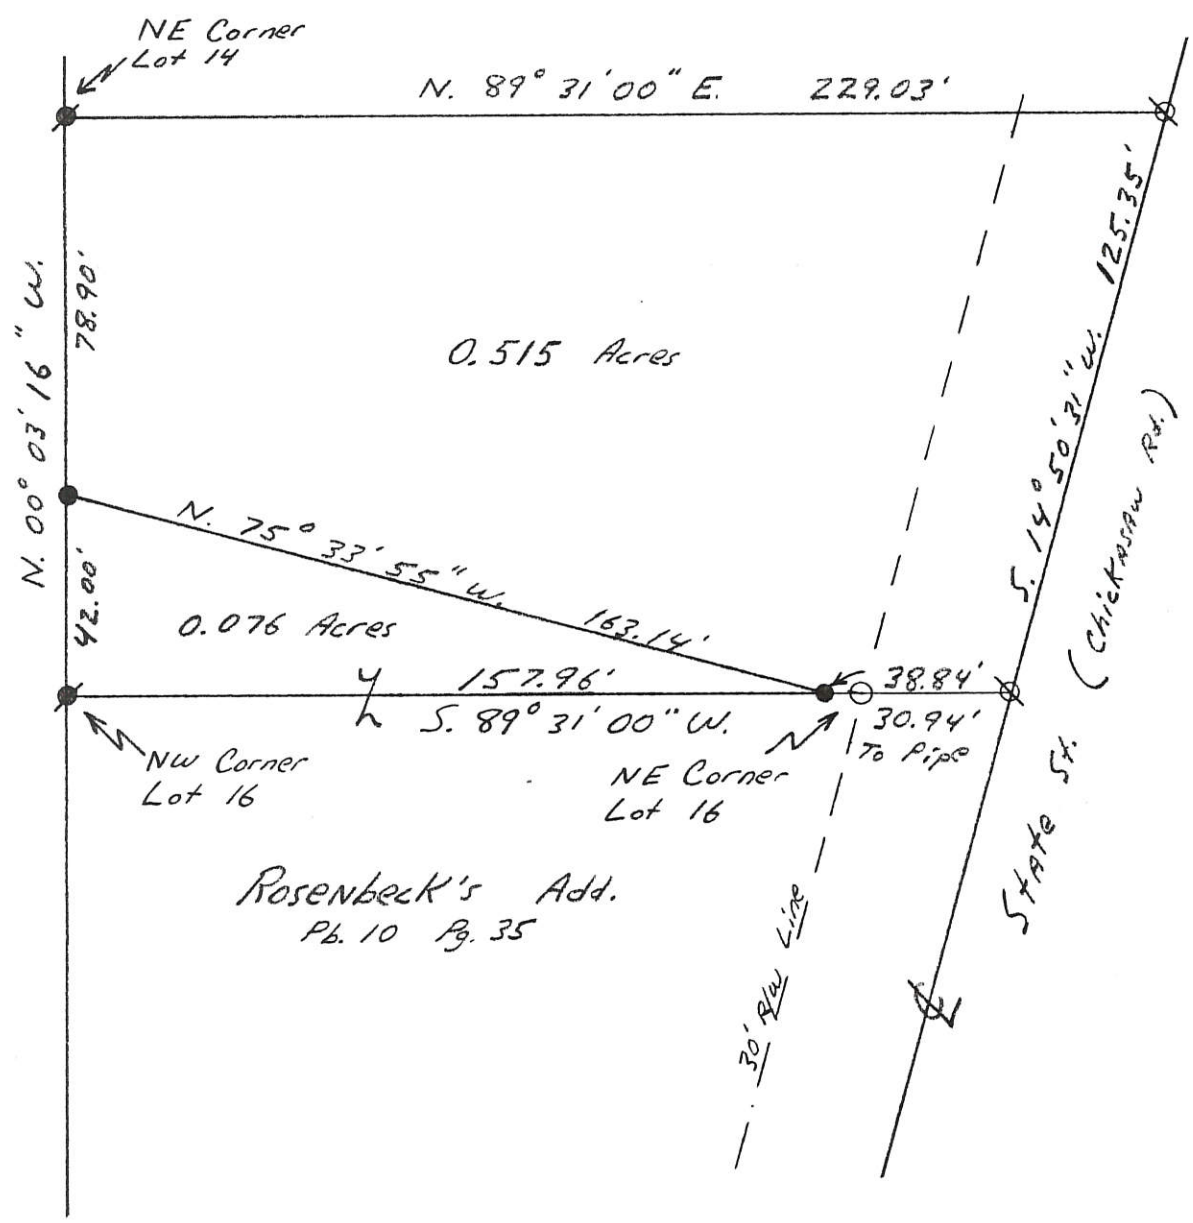 NE Corner
Lot 14
N. 89° 31' 00" E. 229.03'
N. 00° 03' 16" W.
78.90'
42.00'
0.515 Acres
S. 14° 50' 31" W. 125.35'
State St. (Chickasaw Rd.)
N. 75° 33' 55" W. 163.14'
0.076 Acres
157.96'
S. 89° 31' 00" W.
38.84'
30.94'
To Pipe
NW Corner
Lot 16
NE Corner
Lot 16
Rosenbeck's Add.
Pb. 10 Pg. 35
30' R/W Line
℄